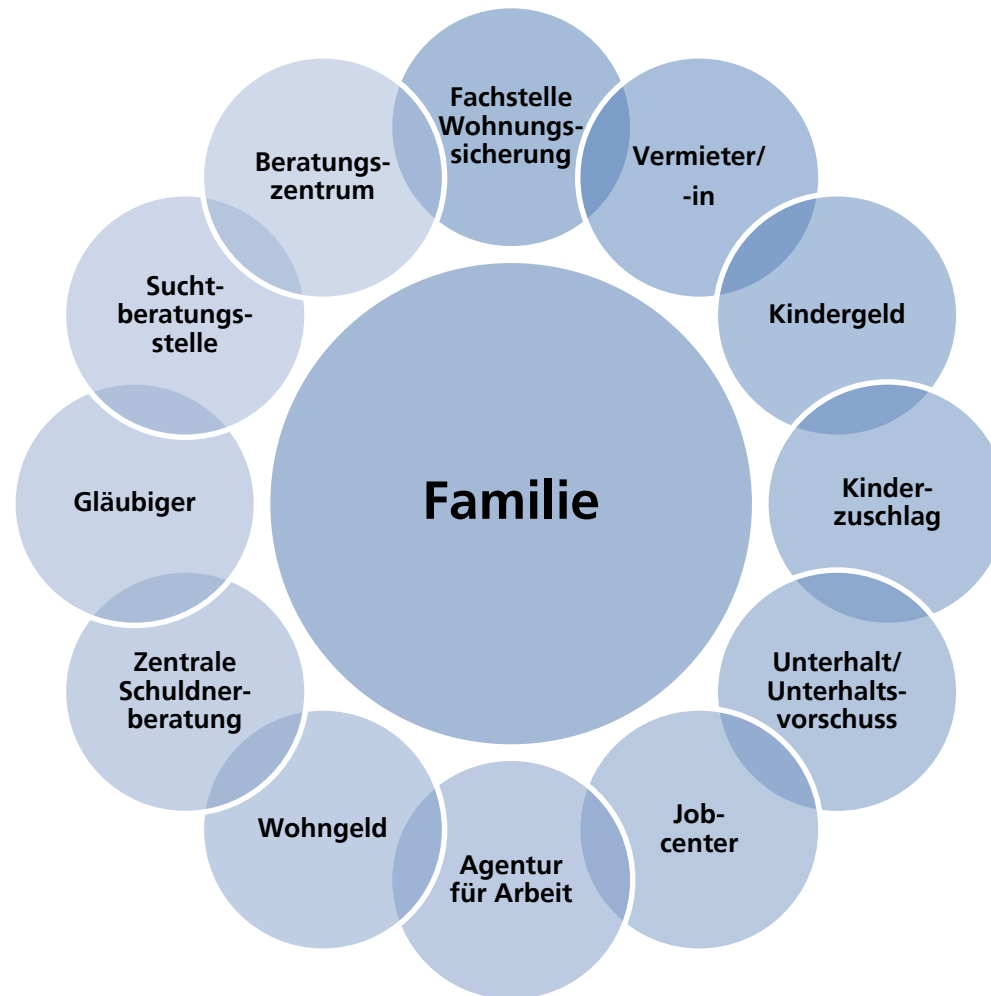 Fachstelle
Wohnungs-
sicherung
Vermieter/
-in
Kindergeld
Kinder-
zuschlag
Unterhalt/
Unterhalts-
vorschuss
Job-
center
Agentur
für Arbeit
Wohngeld
Zentrale
Schuldner-
beratung
Gläubiger
Sucht-
beratungs-
stelle
Beratungs-
zentrum
Familie